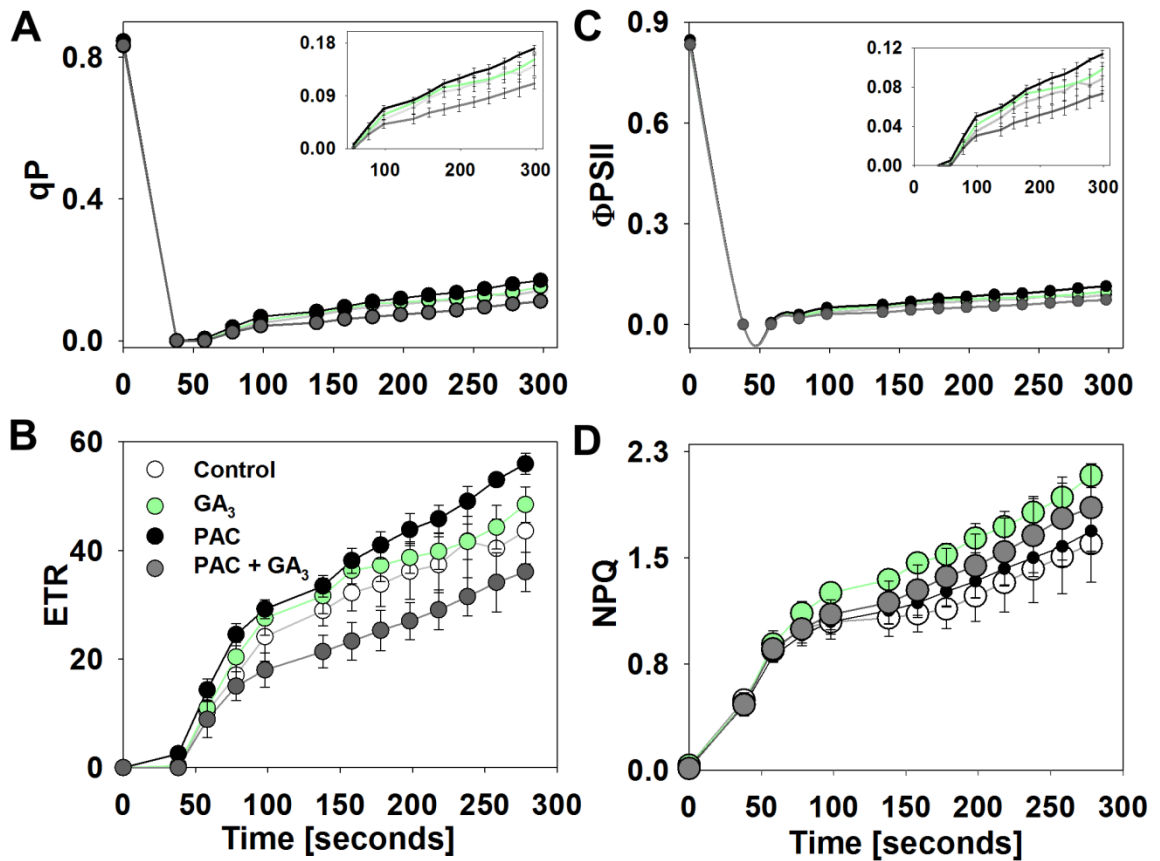 A
qP
0.8
0.4
0.0
0.18
0.09
0.00
100 200 300
0 50 100 150 200 250 300
C
ΦPSII
0.9
0.6
0.3
0.0
0.12
0.08
0.04
0.00
0 100 200 300
0 50 100 150 200 250 300
B
ETR
60
40
20
0
Control
GA3
PAC
PAC + GA3
0 50 100 150 200 250 300
Time [seconds]
D
NPQ
2.3
1.5
0.8
0.0
0 50 100 150 200 250 300
Time [seconds]